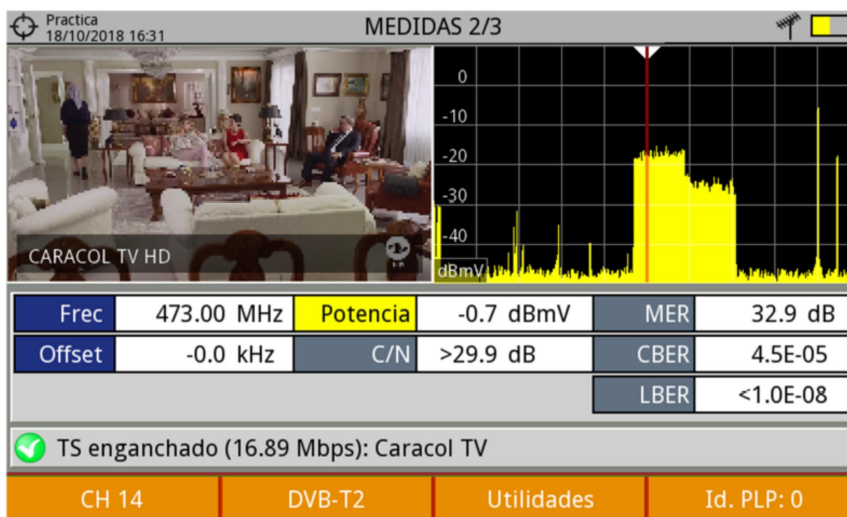 Practica
18/10/2018 16:31
MEDIDAS 2/3
0
-10
-20
-30
-40
dBmV
CARACOL TV HD
Frec 473.00 MHz Potencia -0.7 dBmV MER 32.9 dB
Offset -0.0 kHz C/N >29.9 dB CBER 4.5E-05
LBER <1.0E-08
TS enganchado (16.89 Mbps): Caracol TV
CH 14 DVB-T2 Utilidades Id. PLP: 0